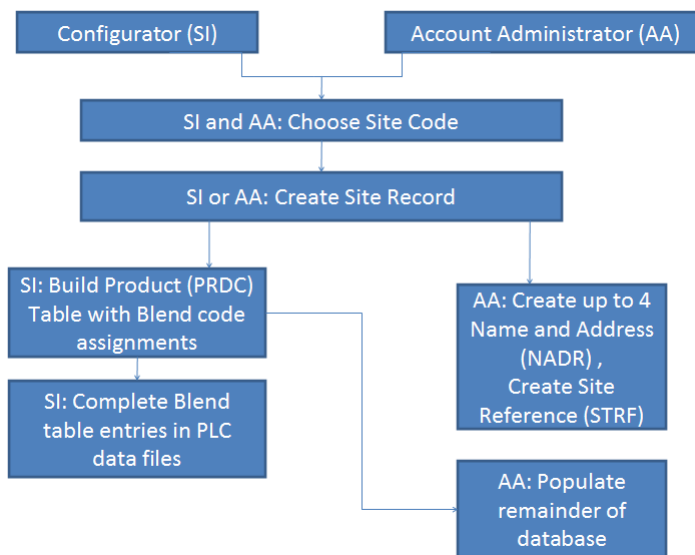 Configurator (SI)
Account Administrator (AA)
SI and AA: Choose Site Code
SI or AA: Create Site Record
SI: Build Product (PRDC)
Table with Blend code
assignments
AA: Create up to 4
Name and Address
(NADR) ,
Create Site
Reference (STRF)
SI: Complete Blend
table entries in PLC
data files
AA: Populate
remainder of
database